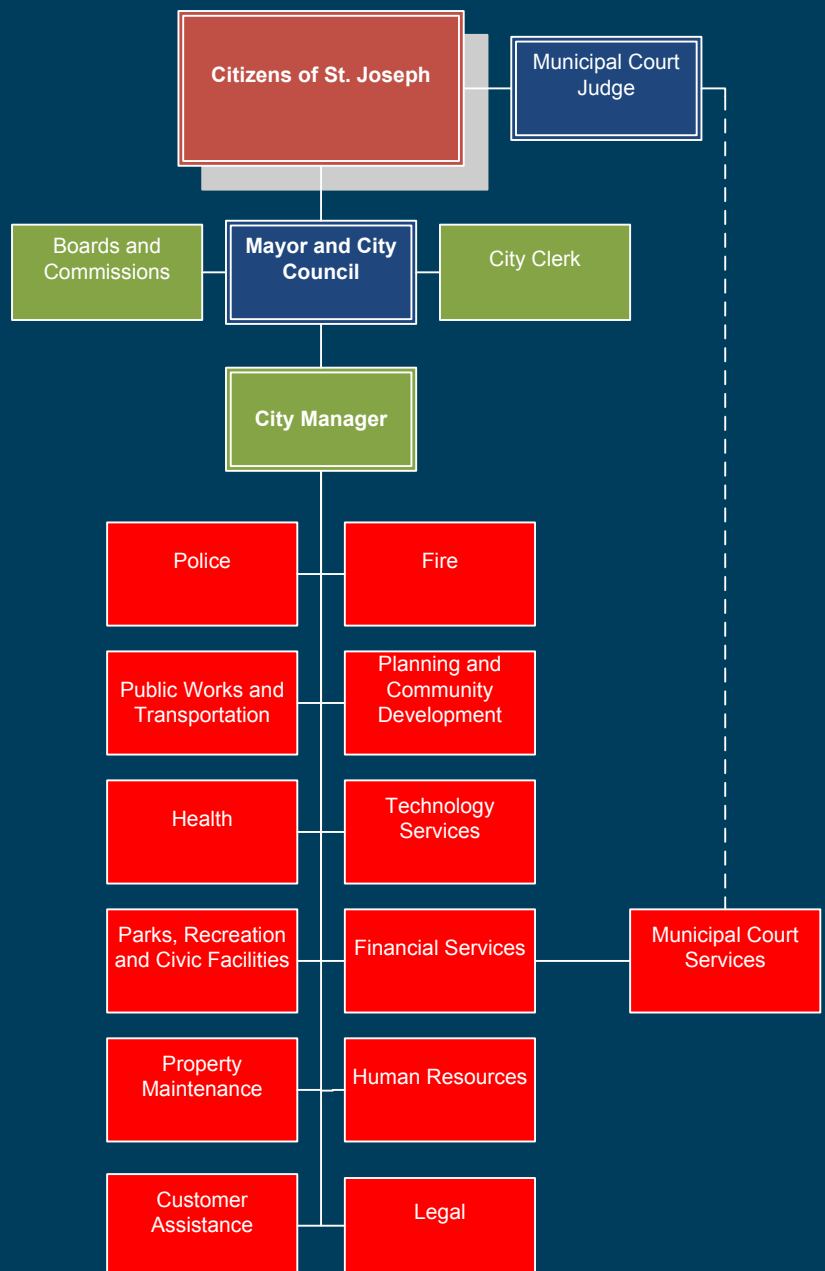 Citizens of St. Joseph
Municipal Court
Judge
Boards and
Commissions
Mayor and City
Council
City Clerk
City Manager
Police
Fire
Public Works and
Transportation
Planning and
Community
Development
Health
Technology
Services
Parks, Recreation
and Civic Facilities
Financial Services
Municipal Court
Services
Property
Maintenance
Human Resources
Customer
Assistance
Legal